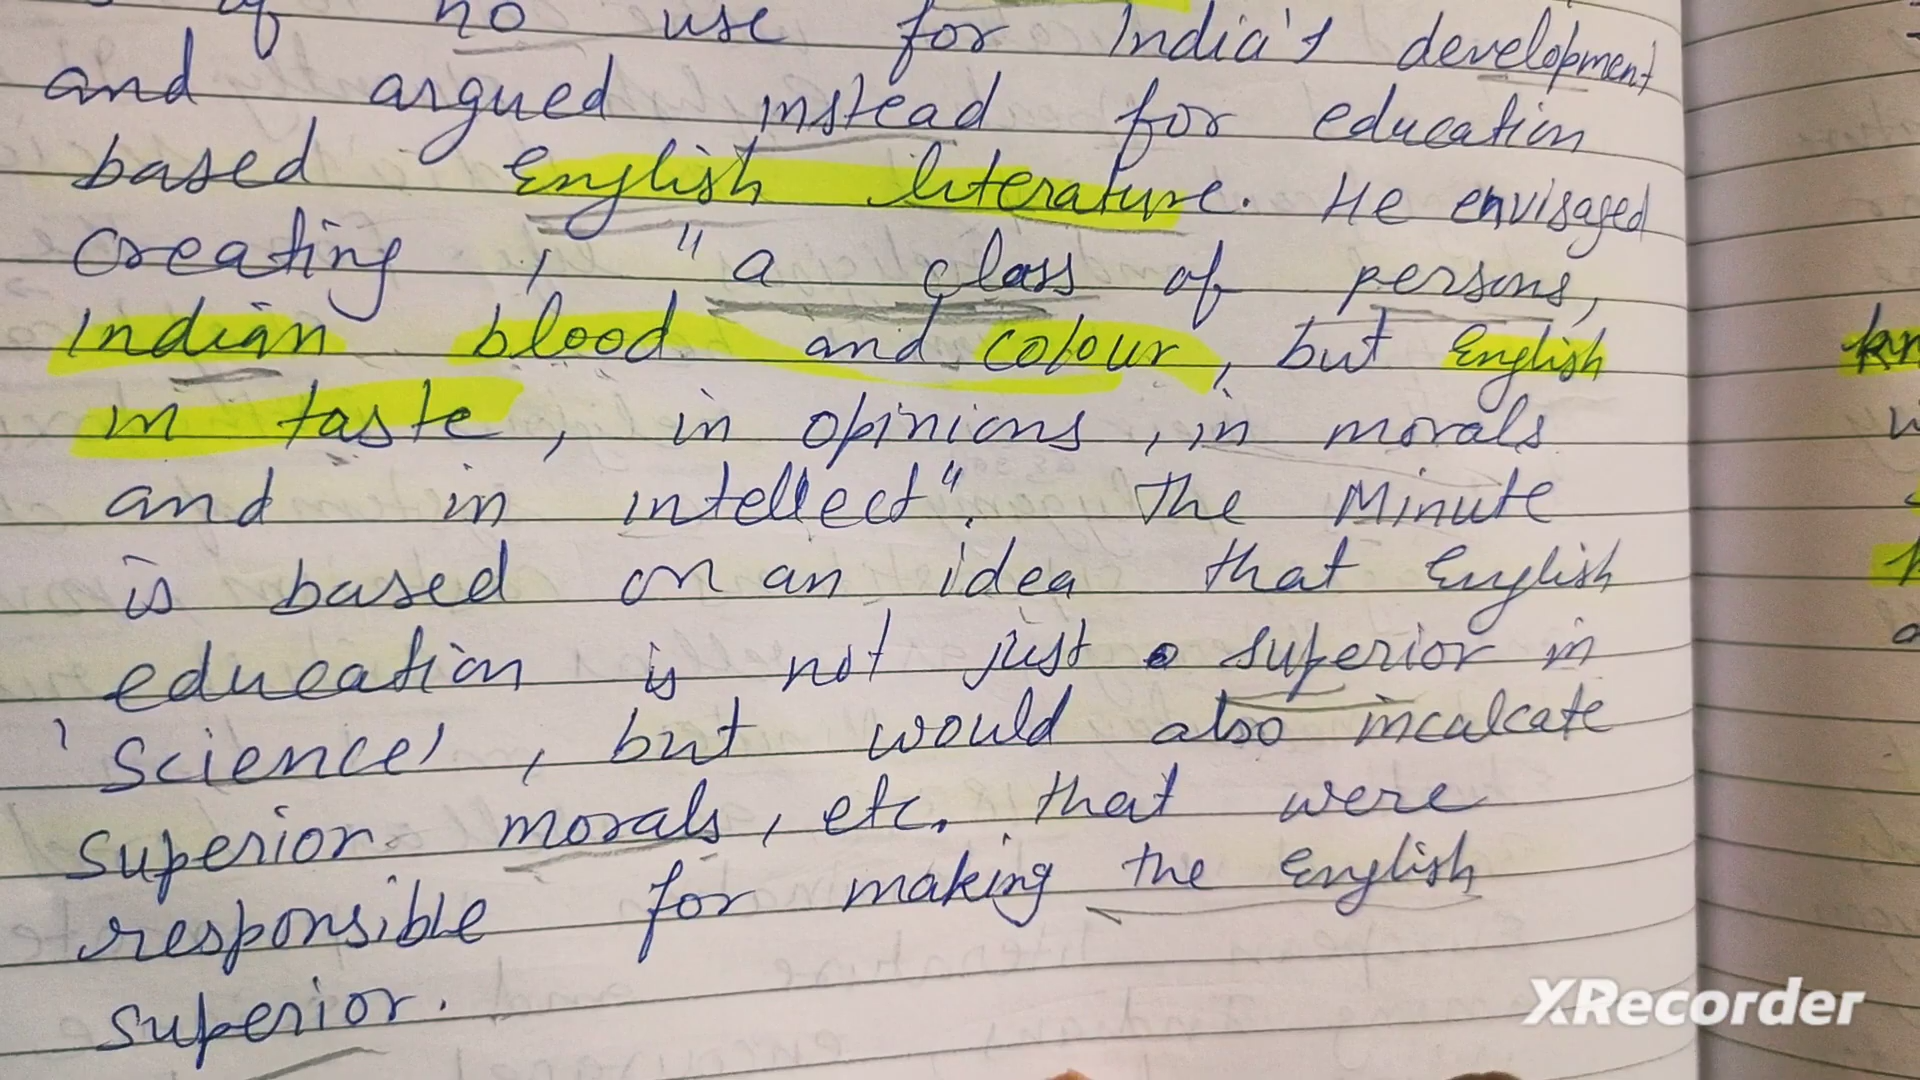 of no use for India's development
and argued instead for education
based English literature. He envisaged
creating, "a class of persons,
Indian blood and colour, but English
in taste, in opinions, in morals
and in intellect". The Minute
is based on an idea that English
education is not just superior in
'science', but would also incalcate
superior morals, etc. that were
responsible for making the English
superior.
XRecorder